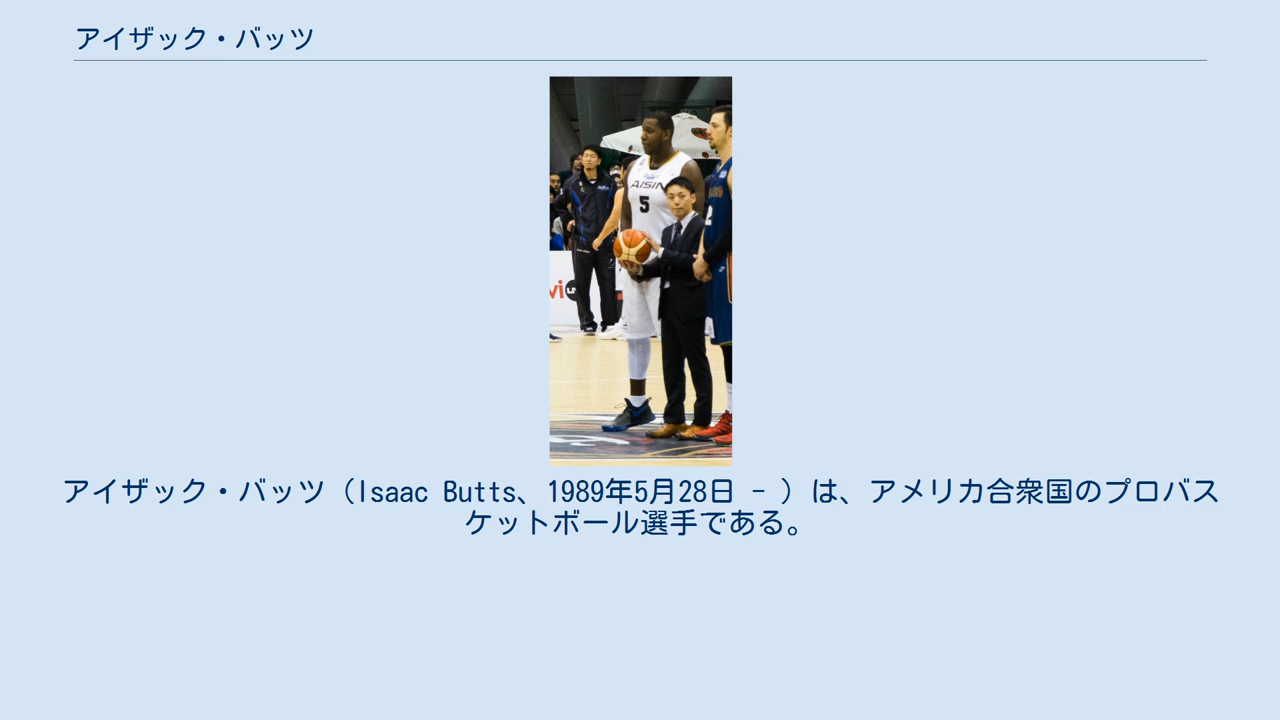 アイザック・バッツ
AISIN
5
アイザック・バッツ（Isaac Butts、1989年5月28日 - ）は、アメリカ合衆国のプロバス
ケットボール選手である。